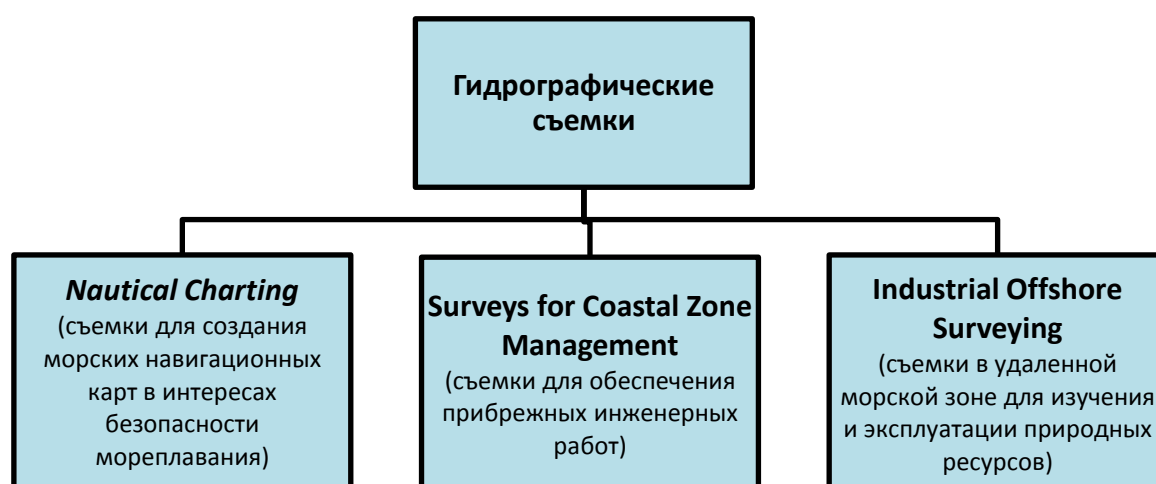 Гидрографические
съемки
Nautical Charting
(съемки для создания
морских навигационных
карт в интересах
безопасности
мореплавания)
Surveys for Coastal Zone
Management
(съемки для обеспечения
прибрежных инженерных
работ)
Industrial Offshore
Surveying
(съемки в удаленной
морской зоне для изучения
и эксплуатации природных
ресурсов)